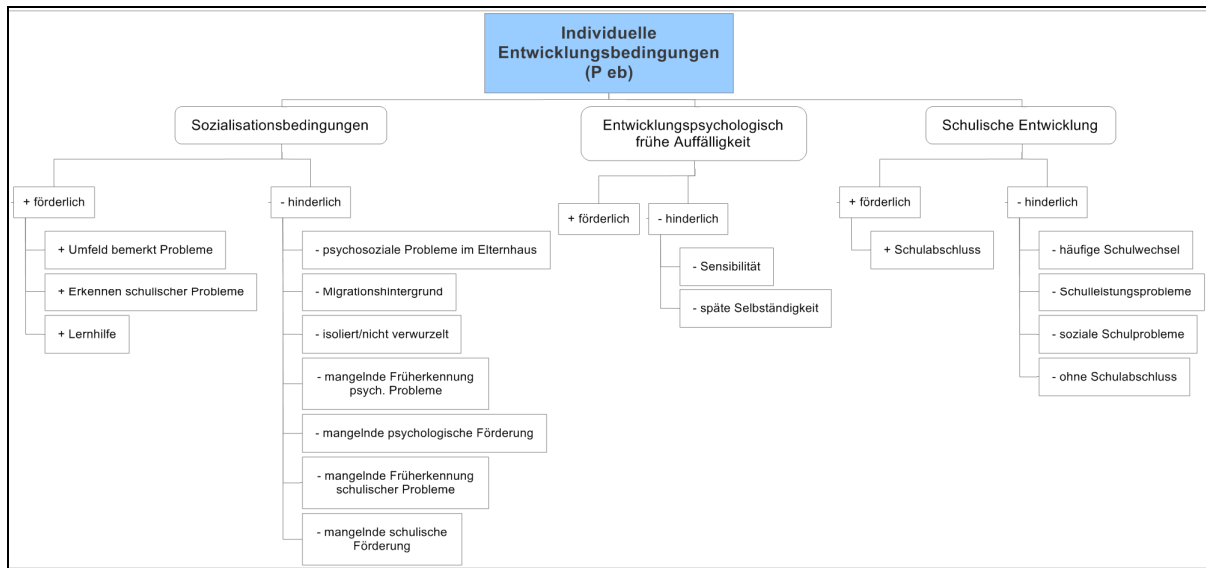 Individuelle
Entwicklungsbedingungen
(P eb)
Sozialisationsbedingungen
Entwicklungspsychologisch
frühe Auffälligkeit
Schulische Entwicklung
+ förderlich
- hinderlich
+ förderlich
- hinderlich
+ förderlich
- hinderlich
+ Umfeld bemerkt Probleme
+ Erkennen schulischer Probleme
+ Lernhilfe
- psychosoziale Probleme im Elternhaus
- Migrationshintergrund
- isoliert/nicht verwurzelt
- mangelnde Früherkennung
psych. Probleme
- mangelnde psychologische Förderung
- mangelnde Früherkennung
schulischer Probleme
- mangelnde schulische
Förderung
- Sensibilität
- späte Selbständigkeit
+ Schulabschluss
- häufige Schulwechsel
- Schulleistungsprobleme
- soziale Schulprobleme
- ohne Schulabschluss